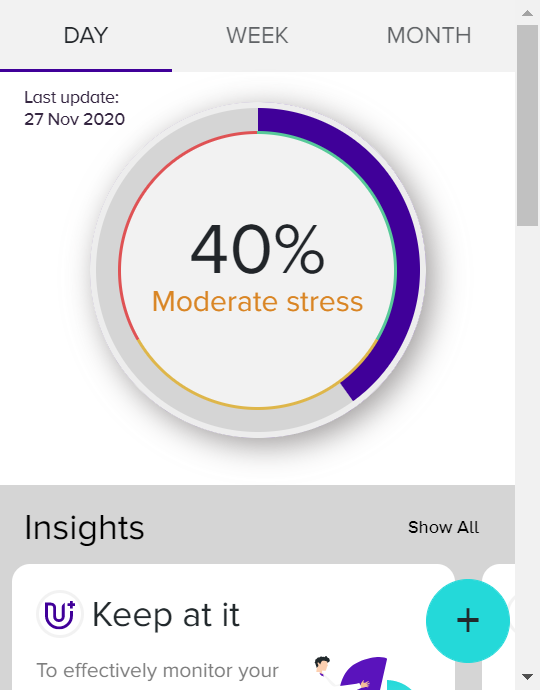 DAY WEEK MONTH
Last update:
27 Nov 2020
40%
Moderate stress
Insights Show All
Keep at it
To effectively monitor your